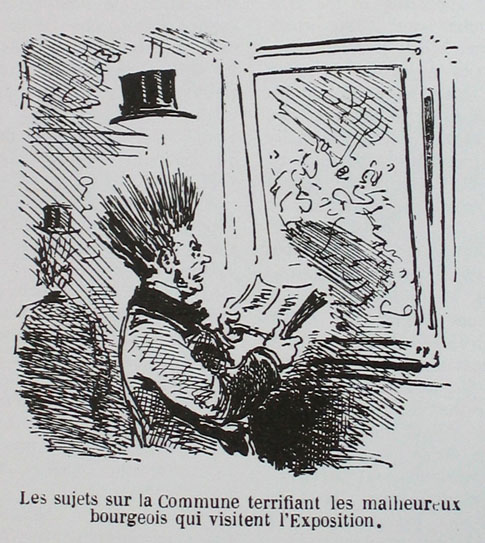 Les sujets sur la Commune terrifiant les malheureux
bourgeois qui visitent l'Exposition.